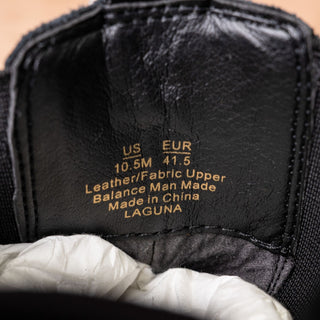 US EUR
10.5M 41.5
Leather/Fabric Upper
Balance Man Made
Made in China
LAGUNA